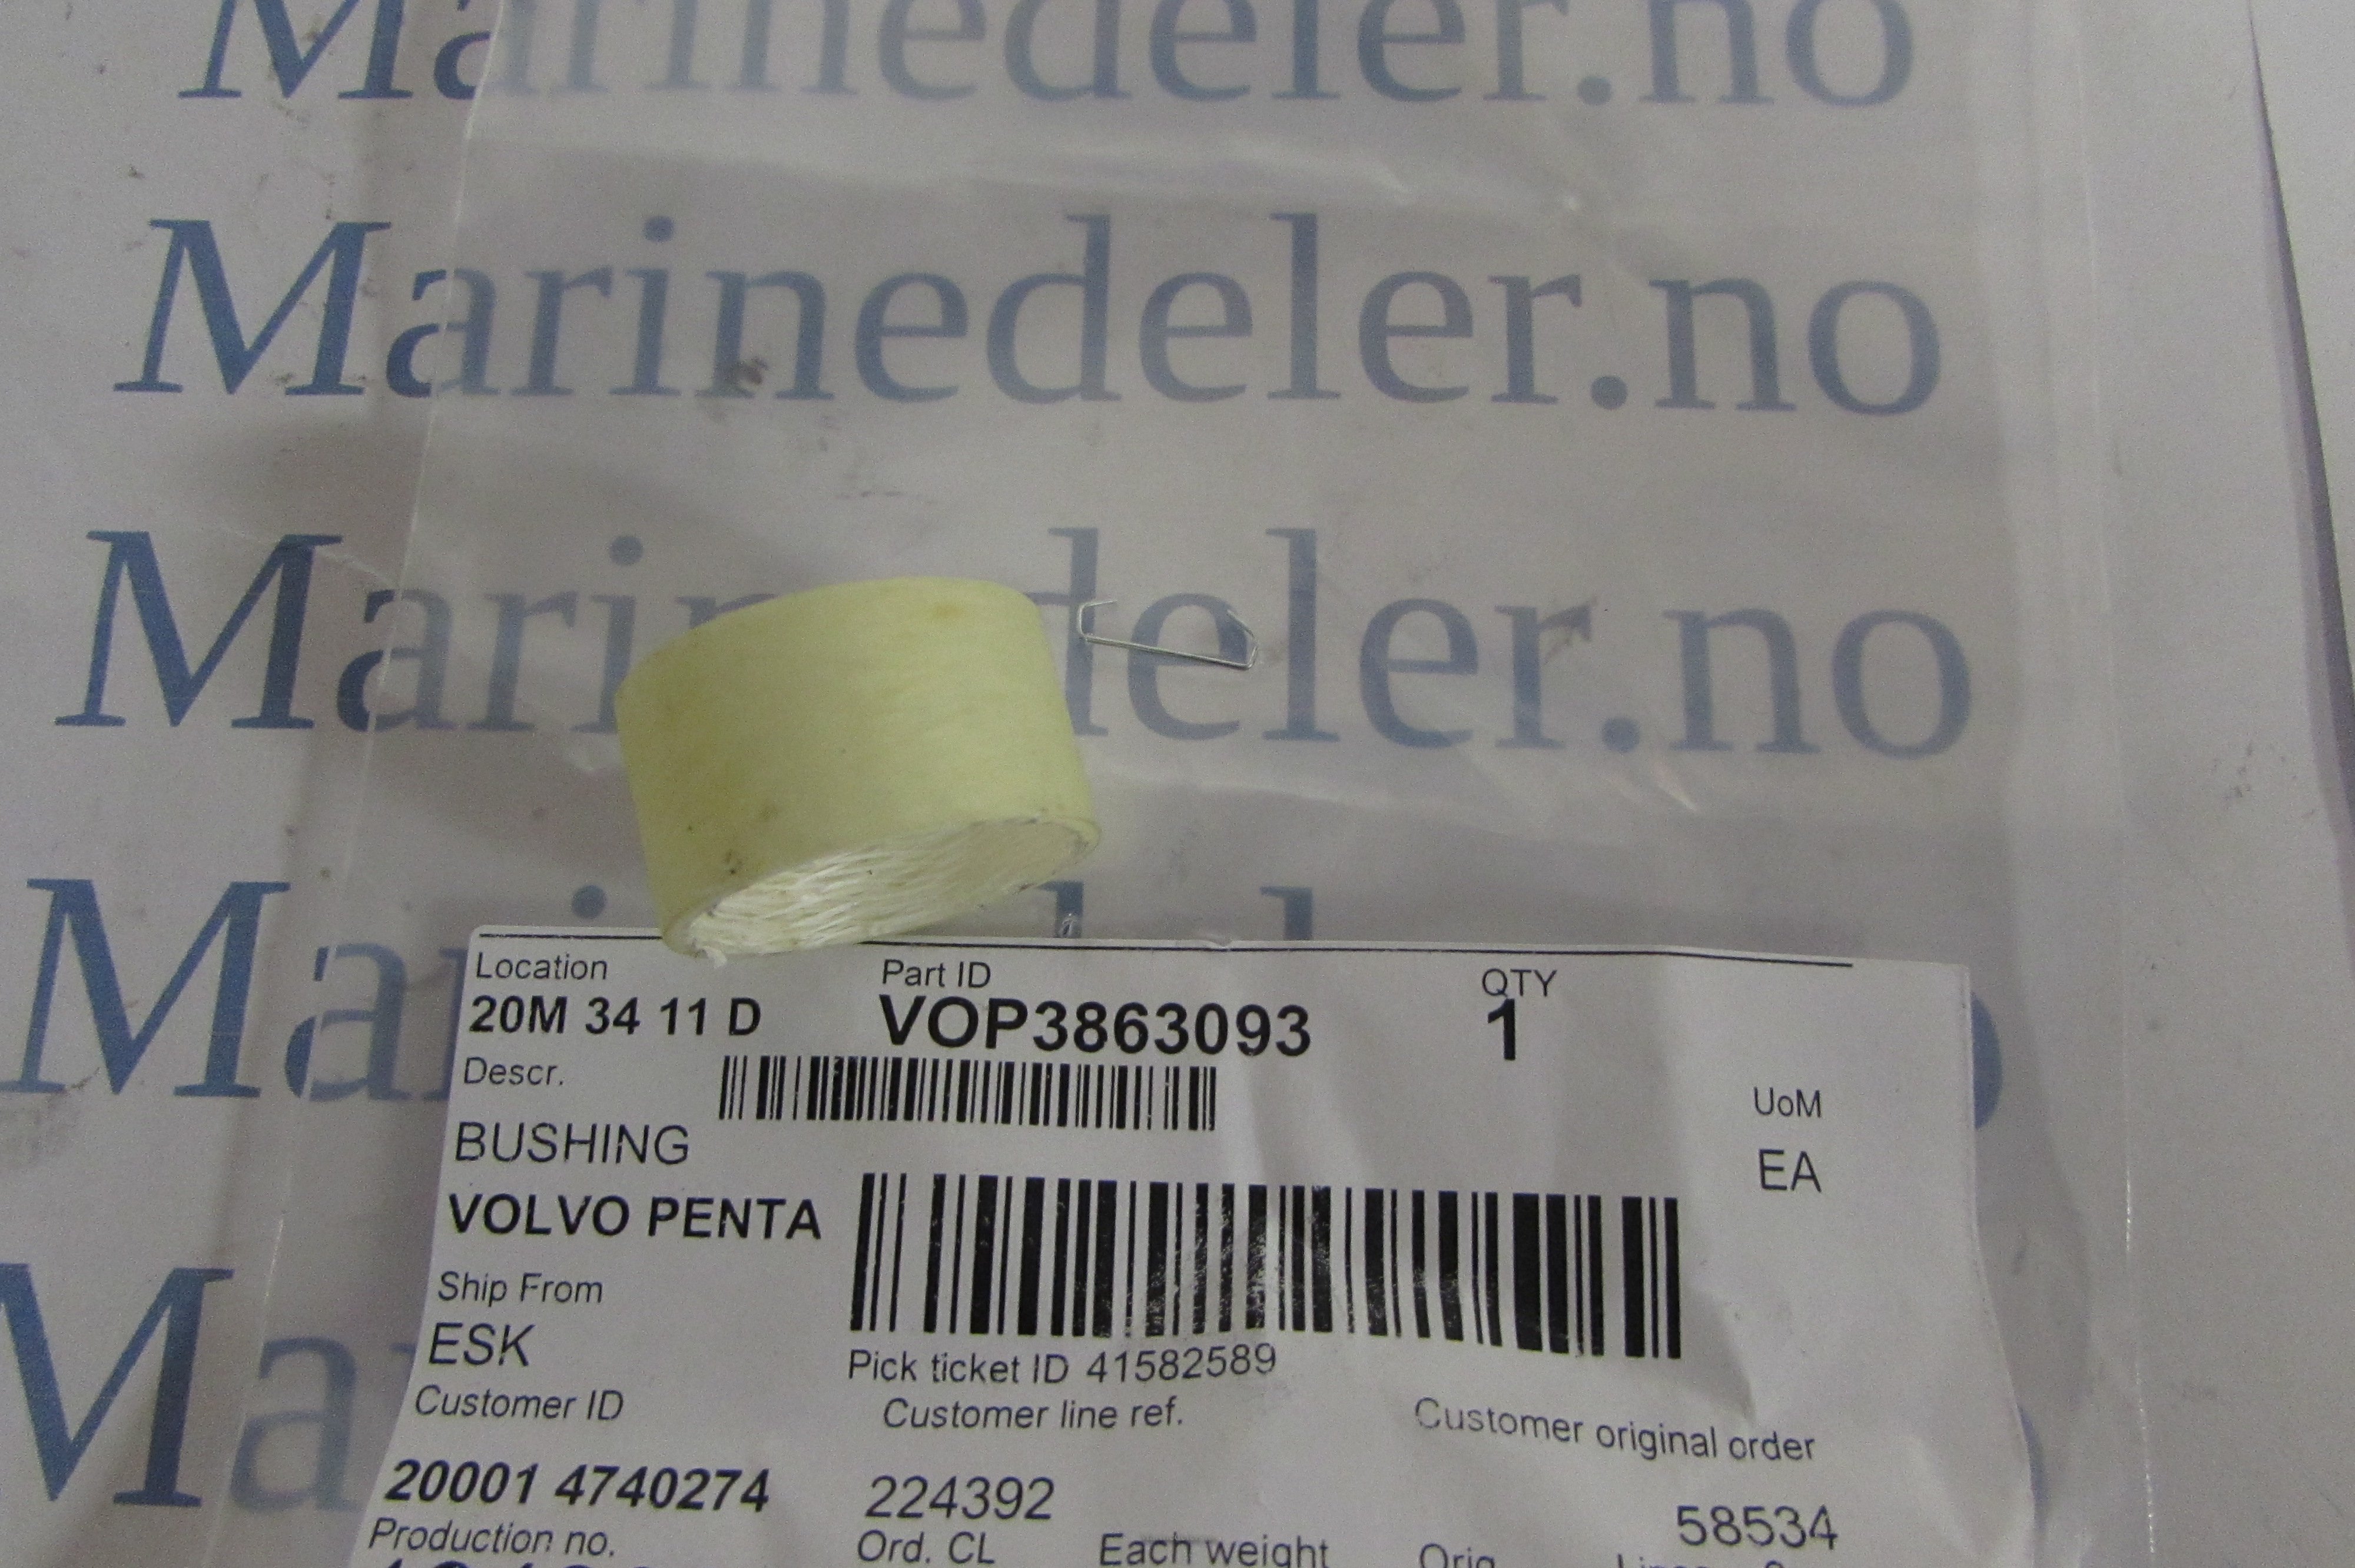 Marinedeler.no
Marinedeler.no
Marinedeler.no
Location Part ID QTY
20M 34 11 D VOP3863093 1
Descr.
UoM
BUSHING
EA
VOLVO PENTA
Ship From
ESK
Pick ticket ID 41582589
Customer ID Customer line ref. Customer original order
20001 4740274 224392 58534
Production no. Ord. CL Each weight Orig